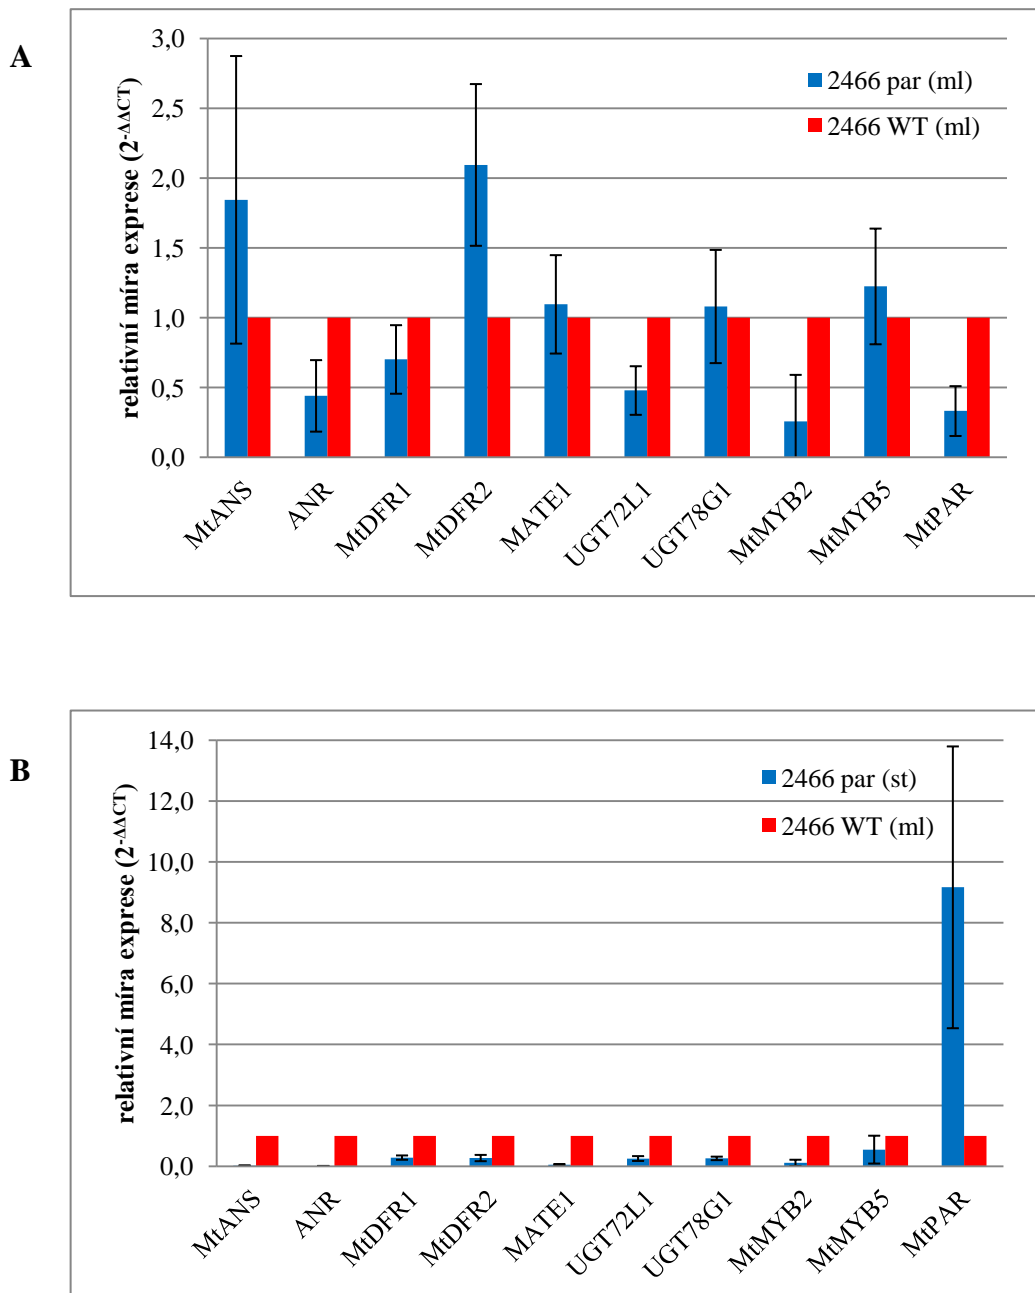 A
relativní míra exprese (2-ΔΔCT)
3,0
2,5
2,0
1,5
1,0
0,5
0,0
2466 par (ml)
2466 WT (ml)
MtANS
ANR
MtDFR1
MtDFR2
MATE1
UGT72L1
UGT78G1
MtMYB2
MtMYB5
MtPAR
B
relativní míra exprese (2-ΔΔCT)
14,0
12,0
10,0
8,0
6,0
4,0
2,0
0,0
2466 par (st)
2466 WT (ml)
MtANS
ANR
MtDFR1
MtDFR2
MATE1
UGT72L1
UGT78G1
MtMYB2
MtMYB5
MtPAR